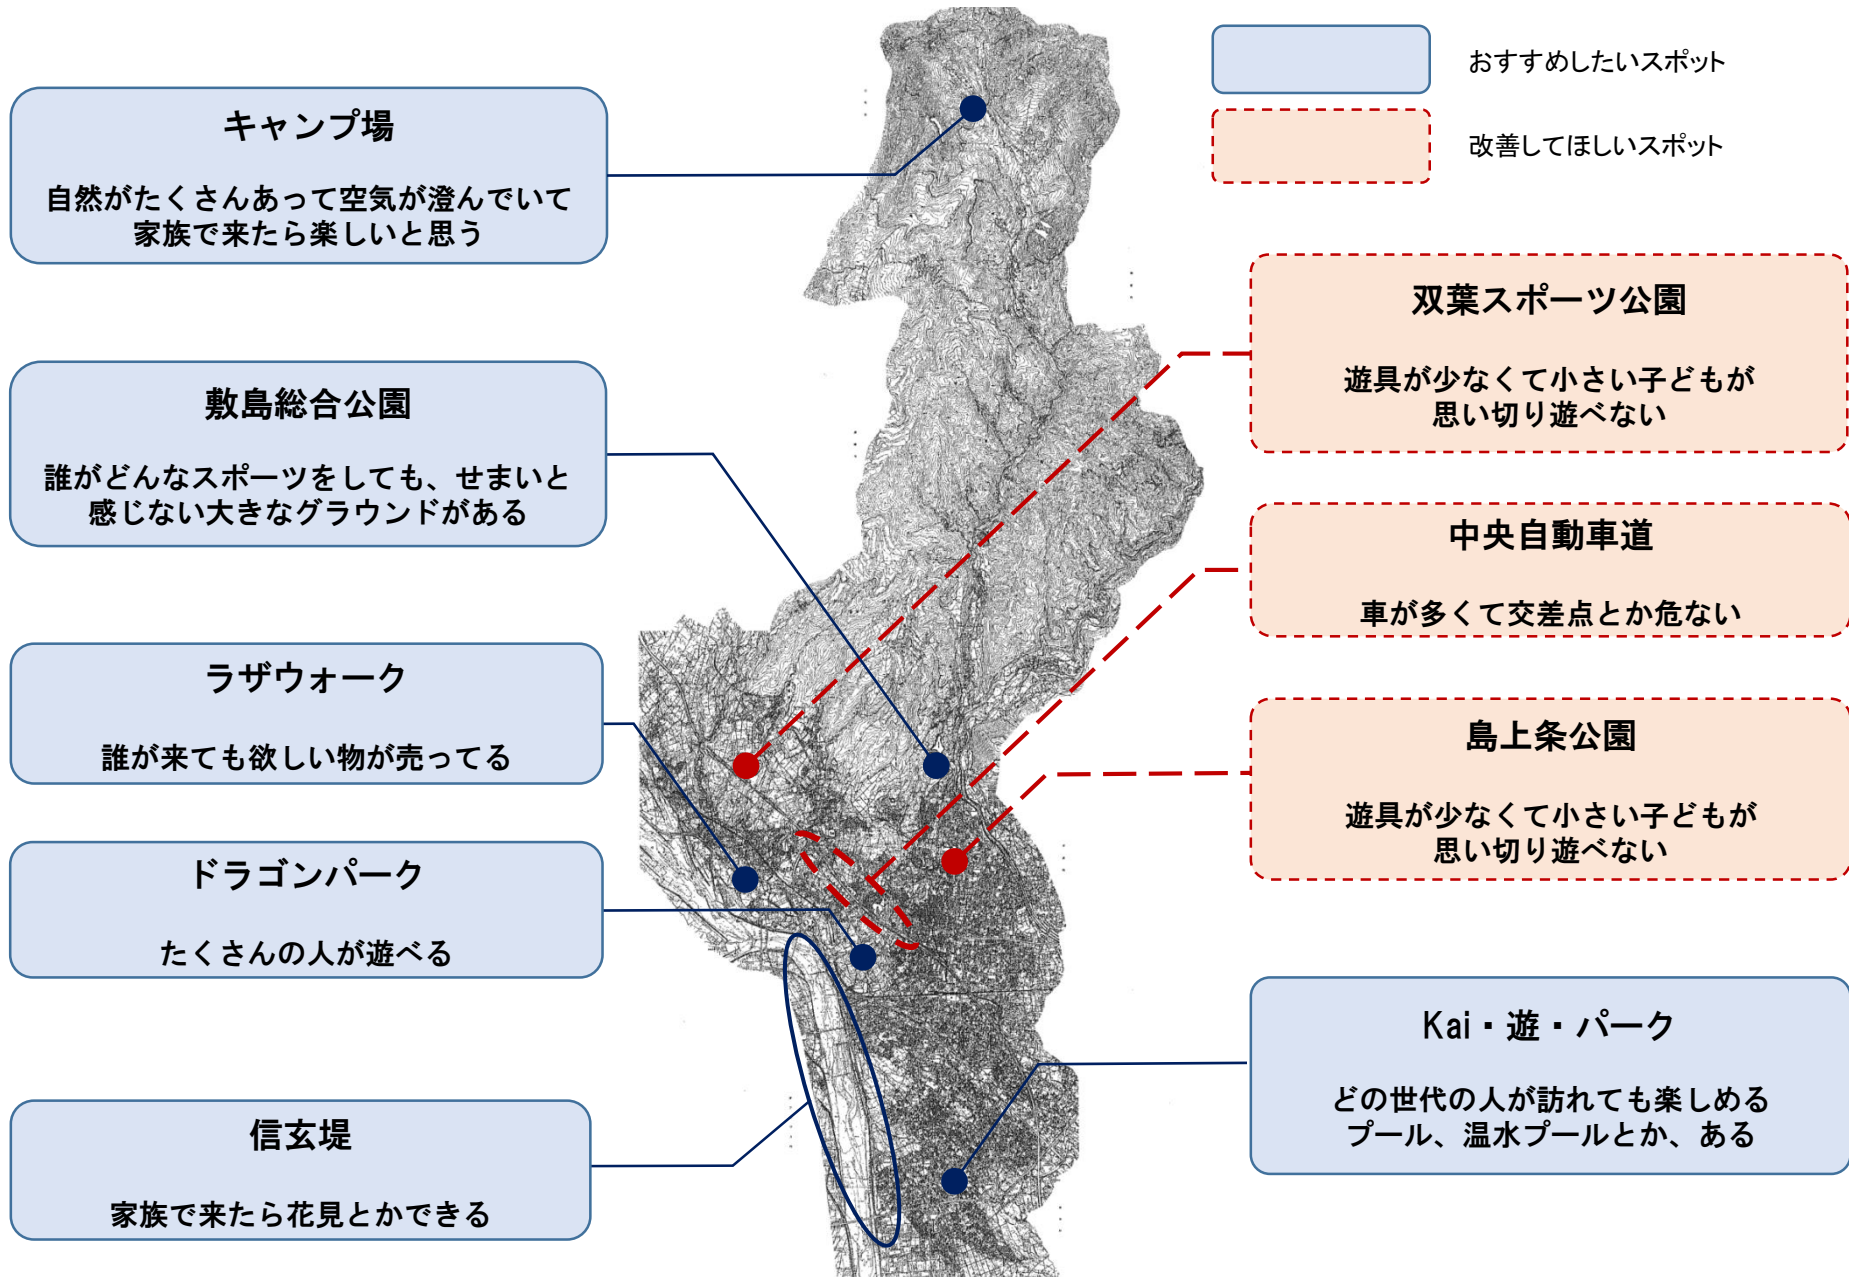 おすすめしたいスポット
改善してほしいスポット
キャンプ場
自然がたくさんあって空気が澄んでいて
家族で来たら楽しいと思う
敷島総合公園
誰がどんなスポーツをしても、せまいと
感じない大きなグラウンドがある
ラザウォーク
誰が来ても欲しい物が売ってる
ドラゴンパーク
たくさんの人が遊べる
信玄堤
家族で来たら花見とかできる
双葉スポーツ公園
遊具が少なくて小さい子どもが
思い切り遊べない
中央自動車道
車が多くて交差点とか危ない
島上条公園
遊具が少なくて小さい子どもが
思い切り遊べない
Kai・遊・パーク
どの世代の人が訪れても楽しめる
プール、温水プールとか、ある